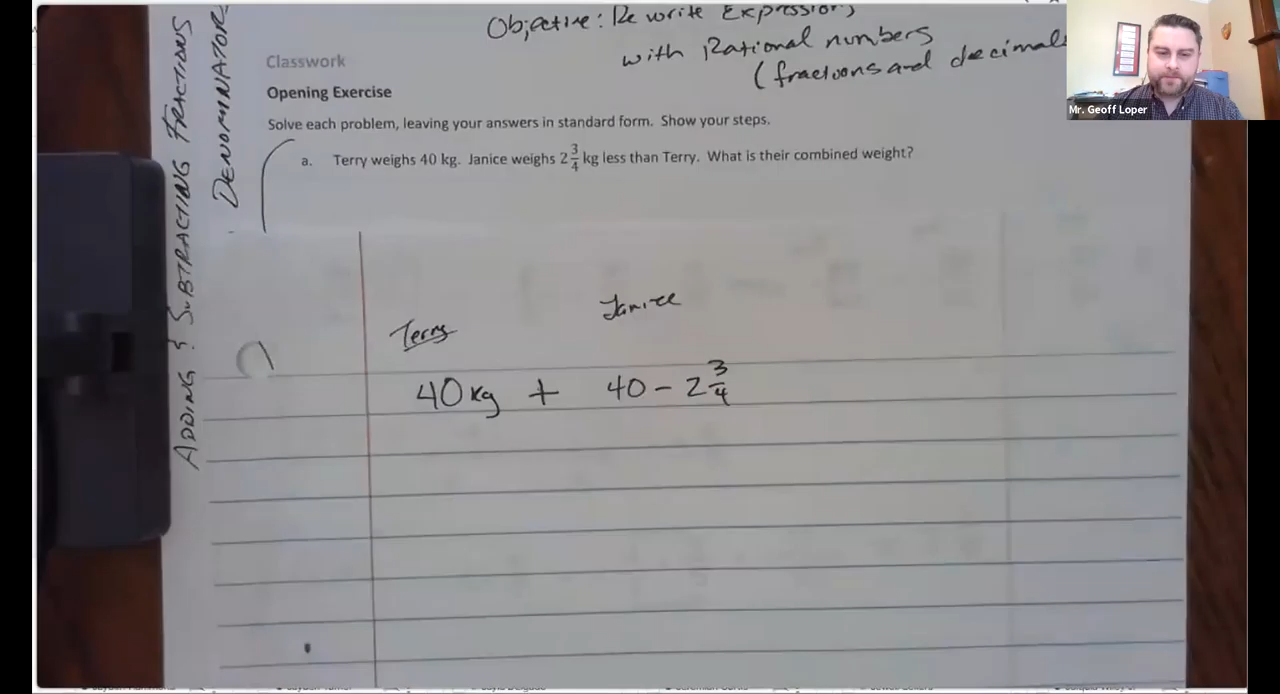 Objective: Rewrite Expressions
with Rational numbers
(fractions and decimals
Mr. Geoff Loper
ADDING & SUBTRACTING FRACTIONS
DENOMINATOR
Classwork
Opening Exercise
Solve each problem, leaving your answers in standard form. Show your steps.
a. Terry weighs 40 kg. Janice weighs 2 3/4 kg less than Terry. What is their combined weight?
Terry
Janice
40 kg + 40 - 2 3/4